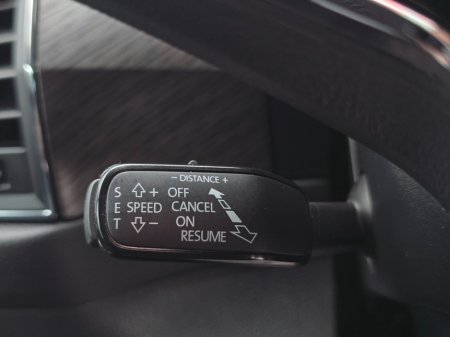 − DISTANCE +
S + OFF
E SPEED CANCEL
T − ON
RESUME